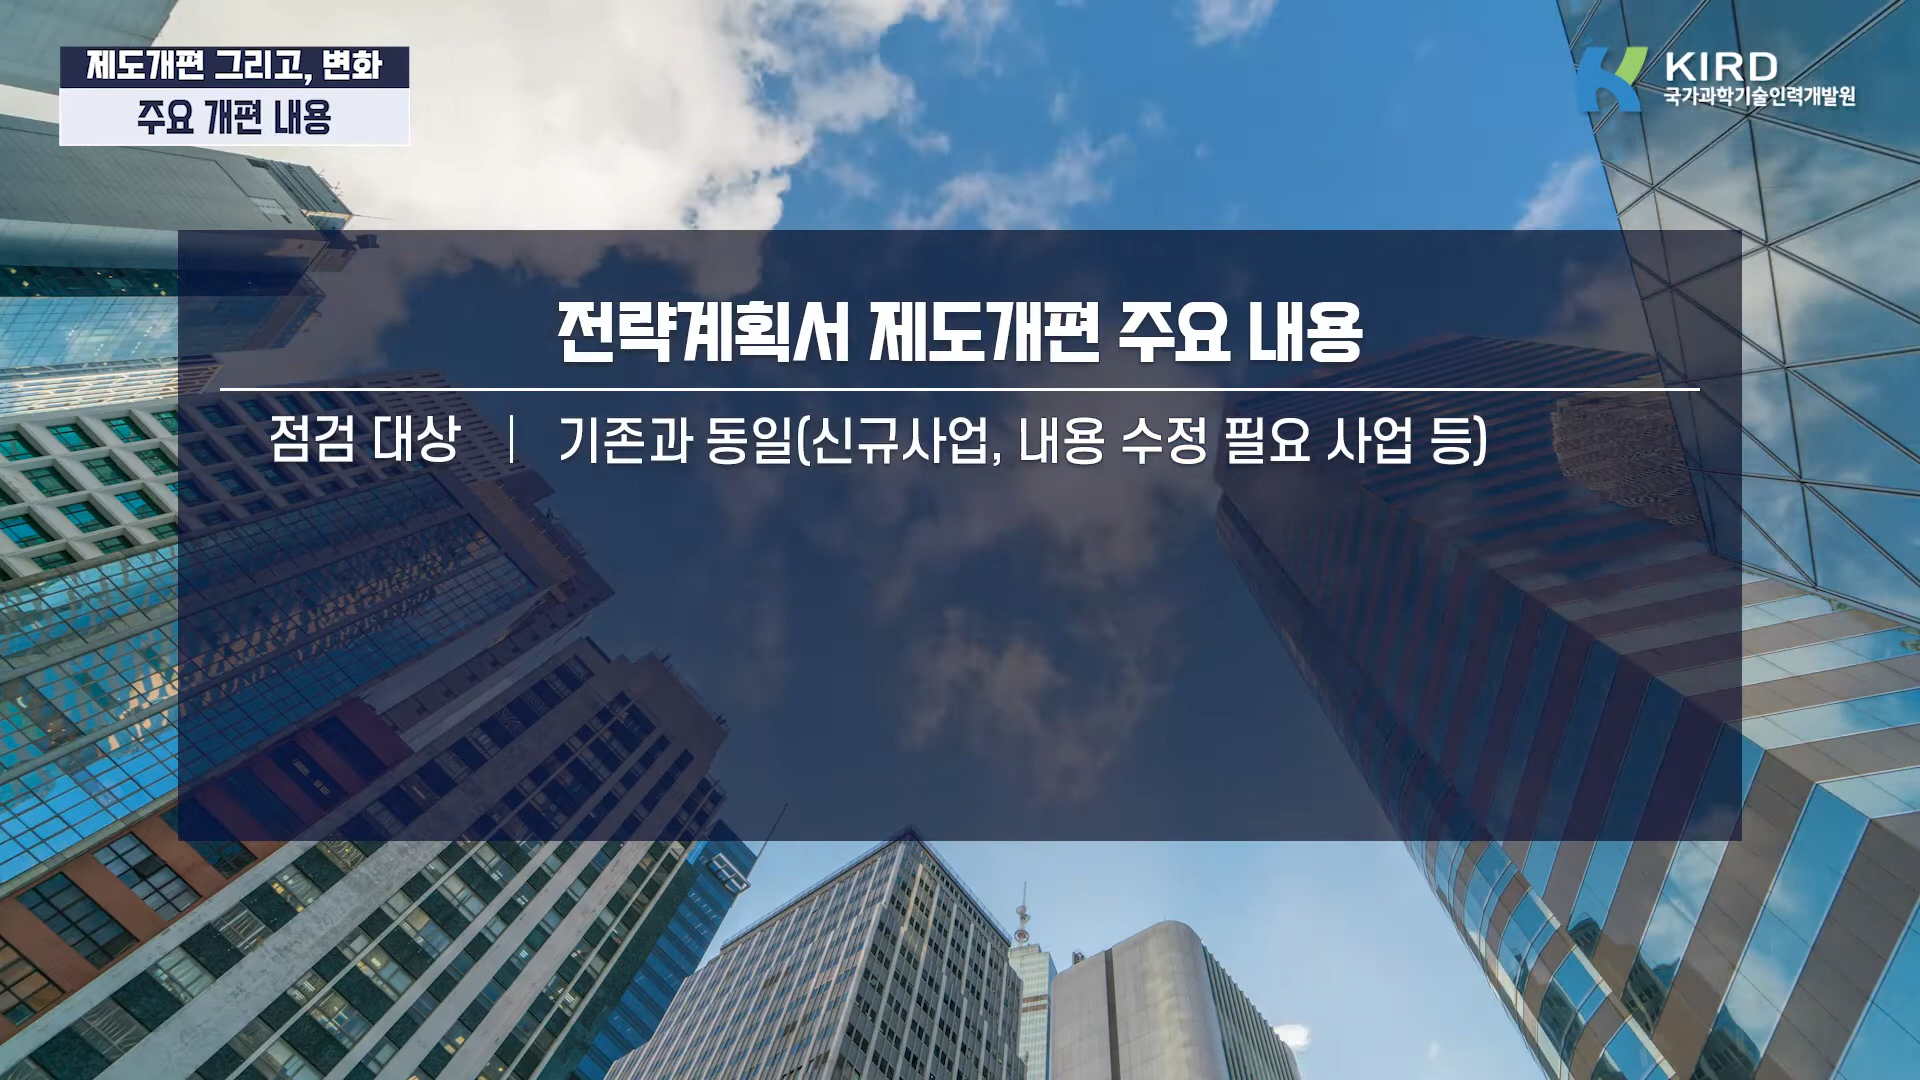 제도개편 그리고, 변화
주요 개편 내용
KIRD
국가과학기술인력개발원
전략계획서 제도개편 주요 내용
점검 대상 | 기존과 동일(신규사업, 내용 수정 필요 사업 등)